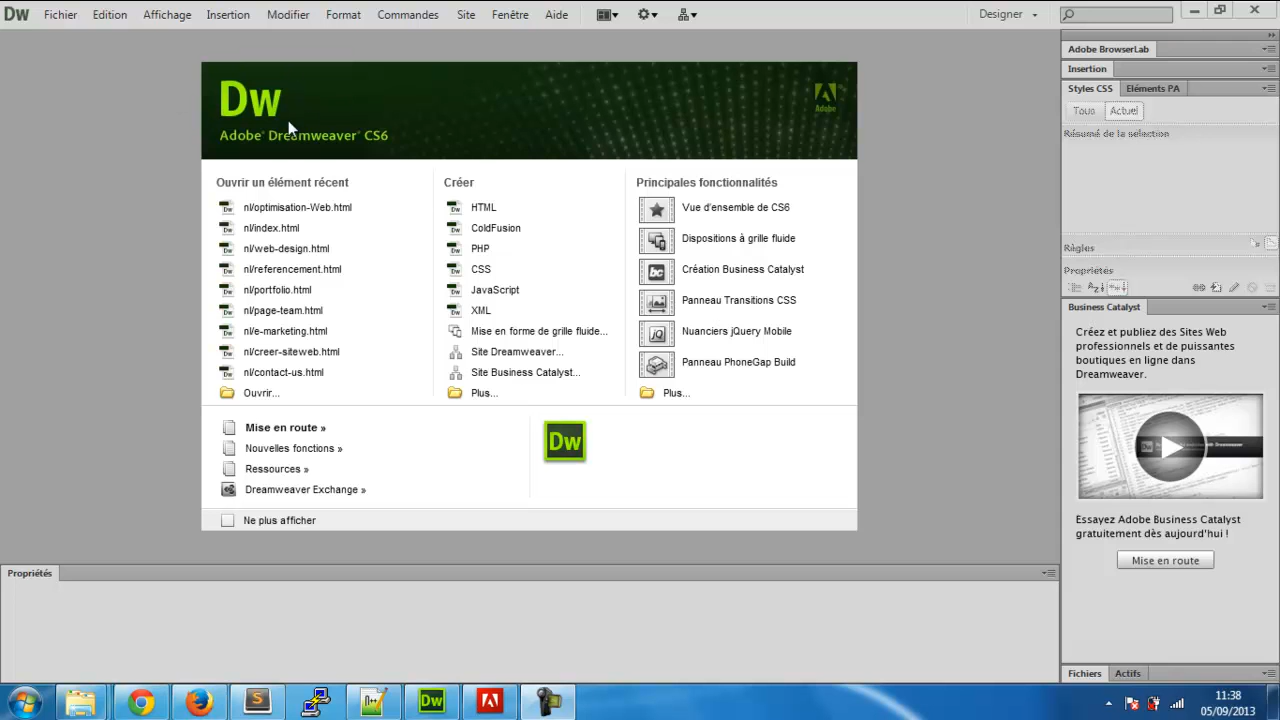 Dw Fichier Edition Affichage Insertion Modifier Format Commandes Site Fenêtre Aide Designer
Dw
Adobe® Dreamweaver® CS6
Adobe
Ouvrir un élément récent
nl/optimisation-Web.html
nl/index.html
nl/web-design.html
nl/referencement.html
nl/portfolio.html
nl/page-team.html
nl/e-marketing.html
nl/creer-siteweb.html
nl/contact-us.html
Ouvrir...
Créer
HTML
ColdFusion
PHP
CSS
JavaScript
XML
Mise en forme de grille fluide...
Site Dreamweaver...
Site Business Catalyst...
Plus...
Principales fonctionnalités
Vue d'ensemble de CS6
Dispositions à grille fluide
bc Création Business Catalyst
Panneau Transitions CSS
Nuanciers jQuery Mobile
Panneau PhoneGap Build
Plus...
Mise en route »
Nouvelles fonctions »
Ressources »
Dreamweaver Exchange »
Dw
Ne plus afficher
Propriétés
Adobe BrowserLab
Insertion
Styles CSS Eléments PA
Tous Actuel
Résumé de la sélection
Règles
Propriétés
Business Catalyst
Créez et publiez des Sites Web
professionnels et de puissantes
boutiques en ligne dans
Dreamweaver.
Essayez Adobe Business Catalyst
gratuitement dès aujourd'hui !
Mise en route
Fichiers Actifs
Dw
11:38
05/09/2013